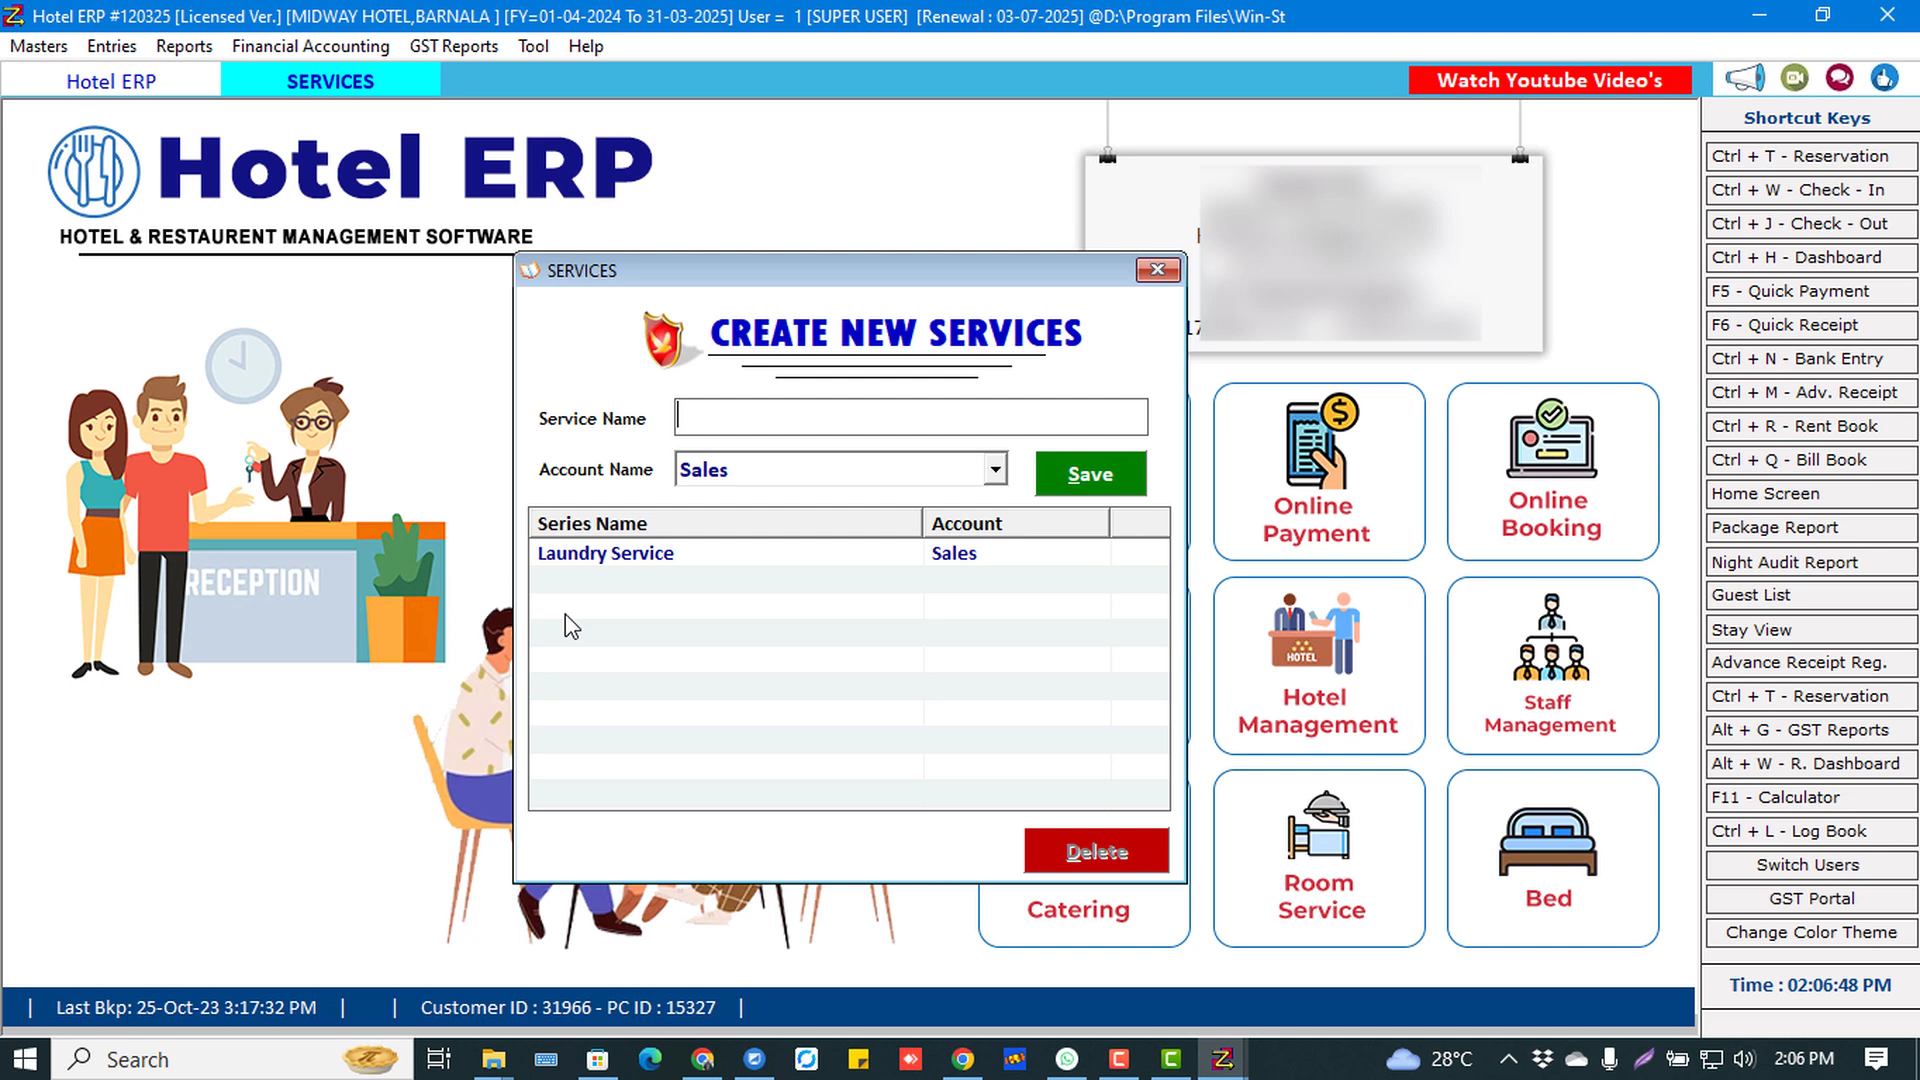 Hotel ERP #120325 [Licensed Ver.] [MIDWAY HOTEL,BARNALA ] [FY=01-04-2024 To 31-03-2025] User = 1 [SUPER USER] [Renewal : 03-07-2025] @D:\Program Files\Win-St
Masters Entries Reports Financial Accounting GST Reports Tool Help
Hotel ERP SERVICES Watch Youtube Video's
Hotel ERP
HOTEL & RESTAURENT MANAGEMENT SOFTWARE
RECEPTION
SERVICES
CREATE NEW SERVICES
Service Name
Account Name Sales Save
Series Name Account
Laundry Service Sales
Delete
Online Payment
Online Booking
HOTEL
Hotel Management
Staff Management
Catering
Room Service
Bed
Shortcut Keys
Ctrl + T - Reservation
Ctrl + W - Check - In
Ctrl + J - Check - Out
Ctrl + H - Dashboard
F5 - Quick Payment
F6 - Quick Receipt
Ctrl + N - Bank Entry
Ctrl + M - Adv. Receipt
Ctrl + R - Rent Book
Ctrl + Q - Bill Book
Home Screen
Package Report
Night Audit Report
Guest List
Stay View
Advance Receipt Reg.
Ctrl + T - Reservation
Alt + G - GST Reports
Alt + W - R. Dashboard
F11 - Calculator
Ctrl + L - Log Book
Switch Users
GST Portal
Change Color Theme
Time : 02:06:48 PM
| Last Bkp: 25-Oct-23 3:17:32 PM | | Customer ID : 31966 - PC ID : 15327 |
Search 28°C 2:06 PM